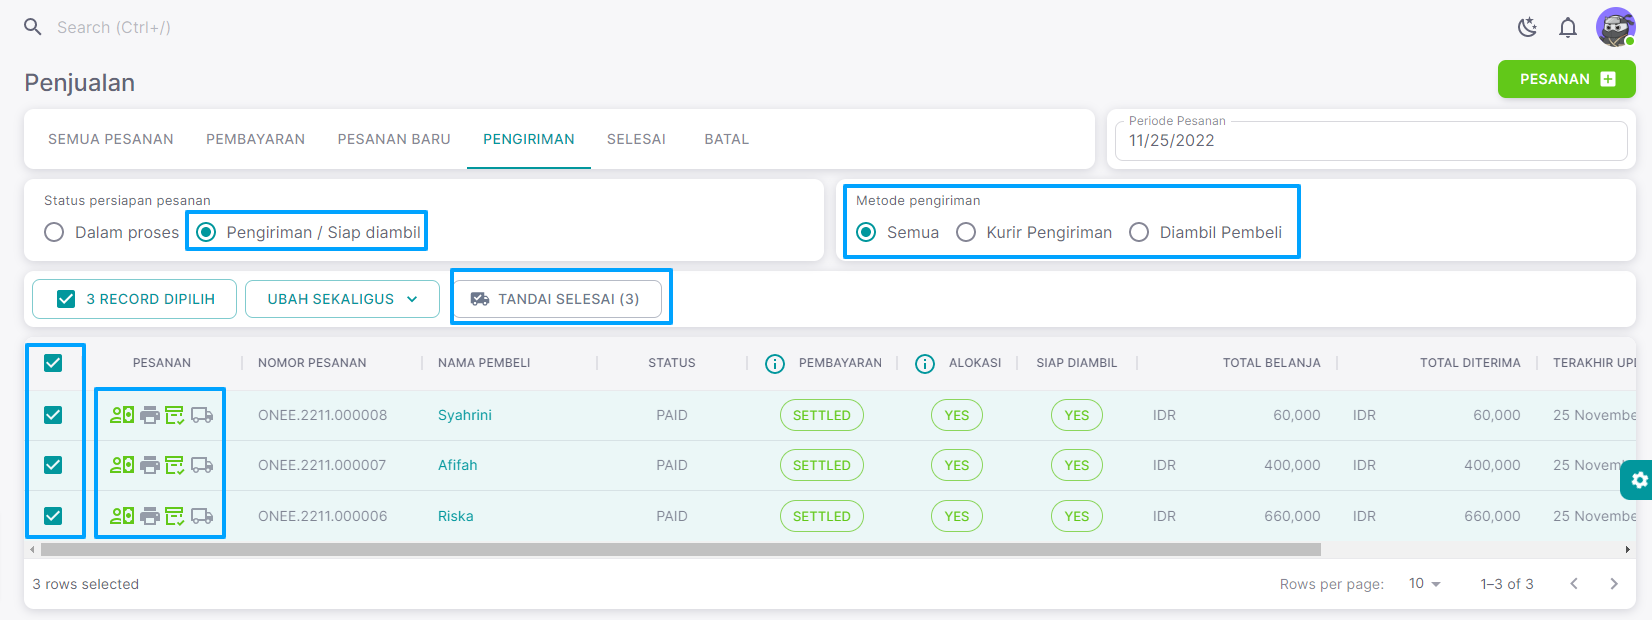 Search (Ctrl+/)
Penjualan
PESANAN
SEMUA PESANAN PEMBAYARAN PESANAN BARU PENGIRIMAN SELESAI BATAL
Periode Pesanan
11/25/2022
Status persiapan pesanan
Dalam proses Pengiriman / Siap diambil
Metode pengiriman
Semua Kurir Pengiriman Diambil Pembeli
3 RECORD DIPILIH UBAH SEKALIGUS TANDAI SELESAI (3)
PESANAN NOMOR PESANAN NAMA PEMBELI STATUS PEMBAYARAN ALOKASI SIAP DIAMBIL TOTAL BELANJA TOTAL DITERIMA TERAKHIR UPD
ONEE.2211.000008 Syahrini PAID SETTLED YES YES IDR 60,000 IDR 60,000 25 Novembe
ONEE.2211.000007 Afifah PAID SETTLED YES YES IDR 400,000 IDR 400,000 25 Novem
ONEE.2211.000006 Riska PAID SETTLED YES YES IDR 660,000 IDR 660,000 25 Novembe
3 rows selected
Rows per page: 10 1–3 of 3